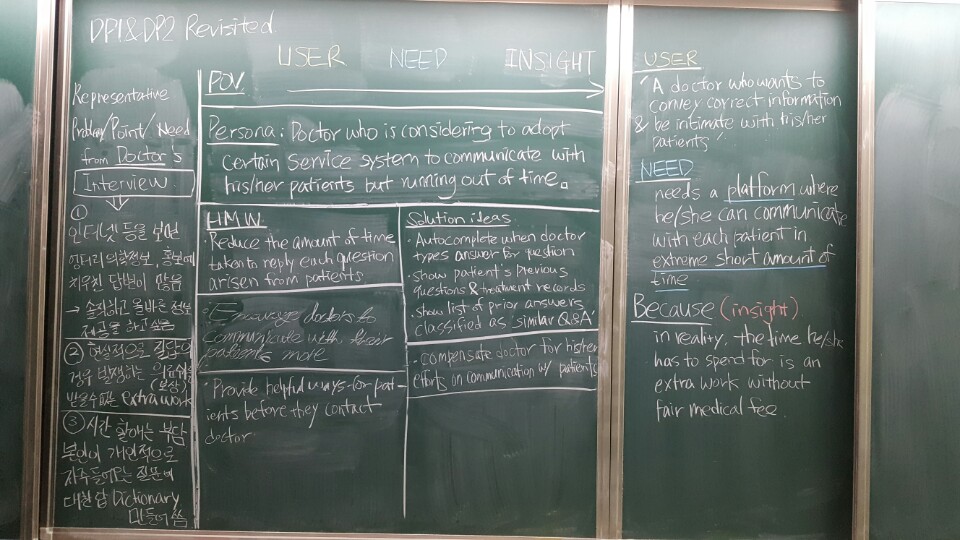 DP1&DP2 Revisited
USER NEED INSIGHT
Representative
Problem/Point/Need
from Doctor's
Interview
①
인터넷 등을 보면
엉터리 의학정보, 홍보에
치우친 답변이 많음
→ 솔직하고 올바른 정보
제공을 하고 싶음
② 현실적으로 질답의
경우 발생하는
(보상)
받을 수 없는 extra work
③ 시간 할애는 부담
본인이 개인적으로
자주 들어오는 질문에
대한 답 Dictionary
만들어 씀
POV
Persona: Doctor who is considering to adopt
certain service system to communicate with
his/her patients but running out of time.
HMW
· Reduce the amount of time
taken to reply each question
arisen from patients
· Encourage doctors to
communicate with their
patients more
· Provide helpful ways for pat-
ients before they contact
doctor
Solution ideas
· Autocomplete when doctor
types answer for question
· Show patient's previous
questions & treatment records
· Show list of prior answers
classified as 'similar Q&A'
· compensate doctor for his/her
efforts on communication w/ patients
USER
"A doctor who wants to
convey correct information
& be intimate with his/her
patients"
NEED
needs a platform where
he/she can communicate
with each patient in
extreme short amount of
time
Because (insight)
in reality, the time he/she
has to spend for is an
extra work without
fair medical fee.